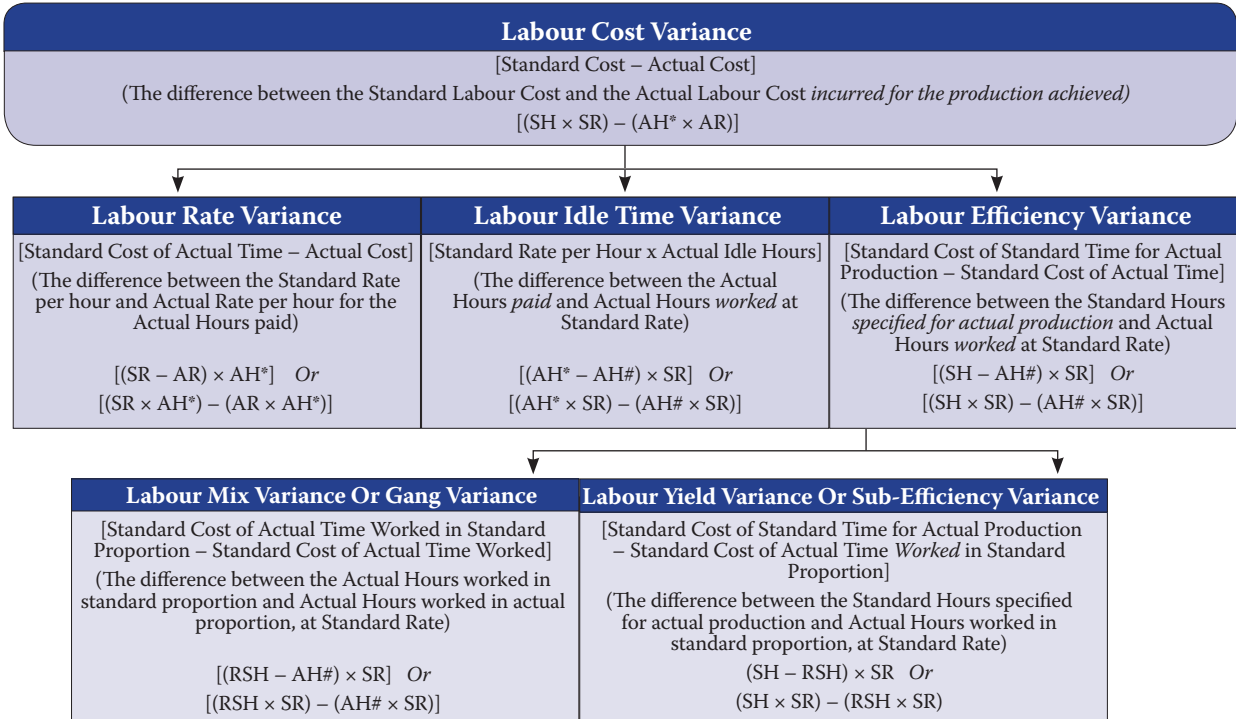 Labour Cost Variance
[Standard Cost – Actual Cost]
(The difference between the Standard Labour Cost and the Actual Labour Cost incurred for the production achieved)
[(SH × SR) – (AH* × AR)]
Labour Rate Variance
[Standard Cost of Actual Time – Actual Cost]
(The difference between the Standard Rate
per hour and Actual Rate per hour for the
Actual Hours paid)
[(SR – AR) × AH*] Or
[(SR × AH*) – (AR × AH*)]
Labour Idle Time Variance
[Standard Rate per Hour x Actual Idle Hours]
(The difference between the Actual
Hours paid and Actual Hours worked at
Standard Rate)
[(AH* – AH#) × SR] Or
[(AH* × SR) – (AH# × SR)]
Labour Efficiency Variance
[Standard Cost of Standard Time for Actual
Production – Standard Cost of Actual Time]
(The difference between the Standard Hours
specified for actual production and Actual
Hours worked at Standard Rate)
[(SH – AH#) × SR] Or
[(SH × SR) – (AH# × SR)]
Labour Mix Variance Or Gang Variance
[Standard Cost of Actual Time Worked in Standard
Proportion – Standard Cost of Actual Time Worked]
(The difference between the Actual Hours worked in
standard proportion and Actual Hours worked in actual
proportion, at Standard Rate)
[(RSH – AH#) × SR] Or
[(RSH × SR) – (AH# × SR)]
Labour Yield Variance Or Sub-Efficiency Variance
[Standard Cost of Standard Time for Actual Production
– Standard Cost of Actual Time Worked in Standard
Proportion]
(The difference between the Standard Hours specified
for actual production and Actual Hours worked in
standard proportion, at Standard Rate)
(SH – RSH) × SR Or
(SH × SR) – (RSH × SR)